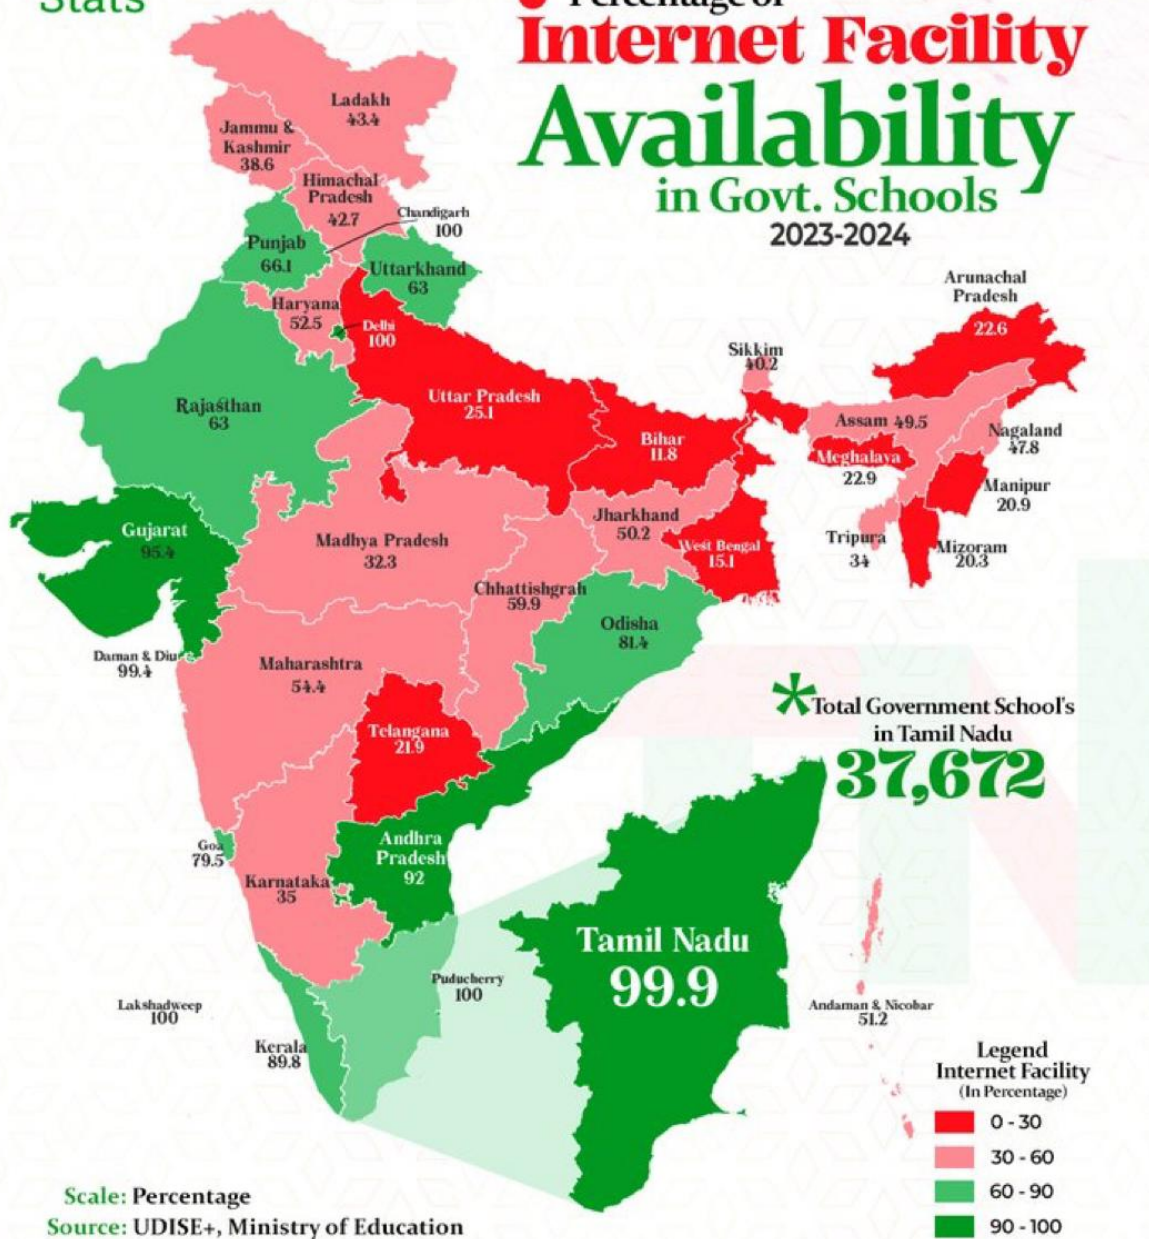 Stats
Percentage of
Internet Facility
Availability
in Govt. Schools
2023-2024
Ladakh
43.4
Jammu &
Kashmir
38.6
Himachal
Pradesh
42.7
Chandigarh
100
Punjab
66.1
Uttarkhand
63
Haryana
52.5
Delhi
100
Arunachal
Pradesh
22.6
Sikkim
40.2
Rajasthan
63
Uttar Pradesh
25.1
Bihar
11.8
Assam 49.5
Nagaland
47.8
Meghalaya
22.9
Manipur
20.9
Tripura
34
Mizoram
20.3
Gujarat
95.4
Madhya Pradesh
32.3
Jharkhand
50.2
West Bengal
15.1
Chhattishgrah
59.9
Odisha
81.4
Daman & Diu
99.4
Maharashtra
54.4
Telangana
21.9
*Total Government School's
in Tamil Nadu
37,672
Goa
79.5
Andhra
Pradesh
92
Karnataka
35
Tamil Nadu
99.9
Puducherry
100
Lakshadweep
100
Kerala
89.8
Andaman & Nicobar
51.2
Legend
Internet Facility
(In Percentage)
0 - 30
30 - 60
60 - 90
90 - 100
Scale: Percentage
Source: UDISE+, Ministry of Education